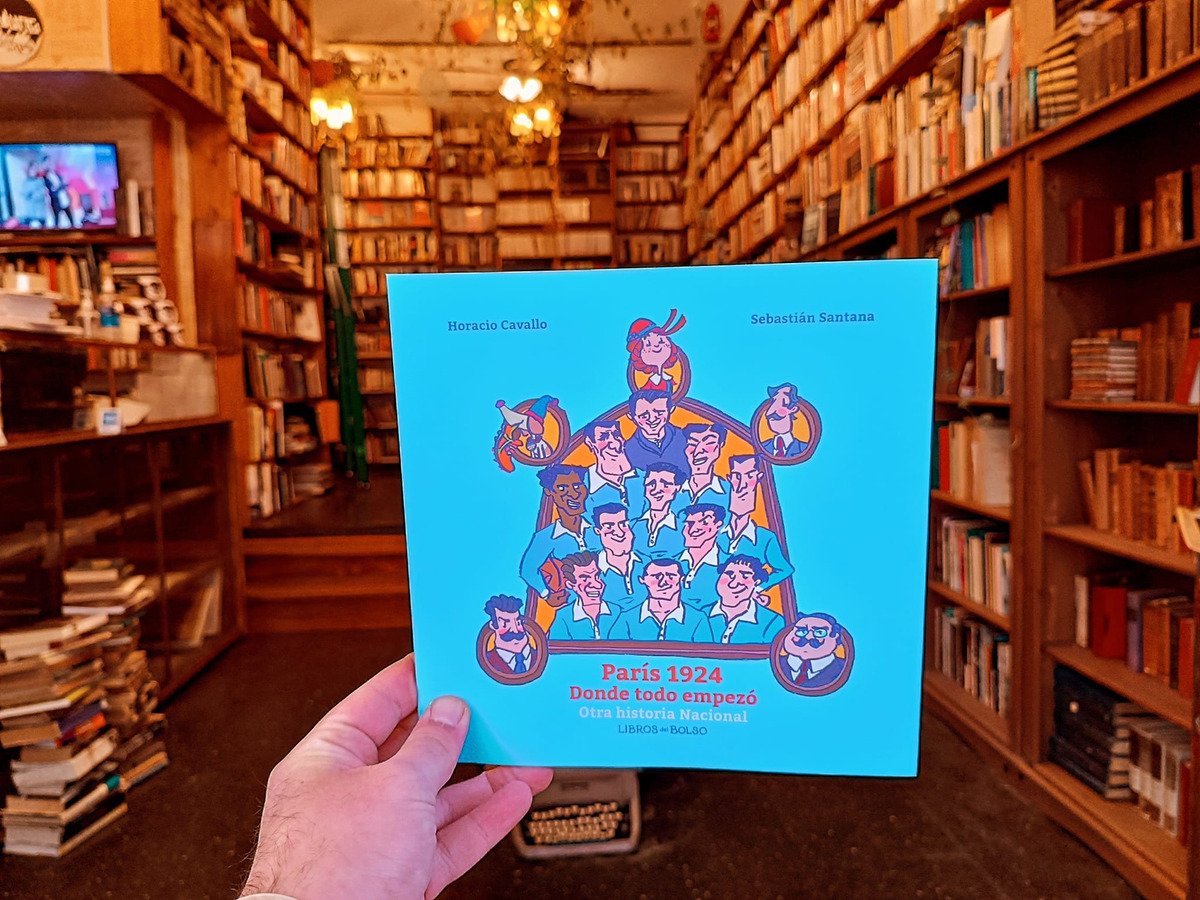 Horacio Cavallo
Sebastián Santana
París 1924
Donde todo empezó
Otra historia Nacional
LIBROS del BOLSO